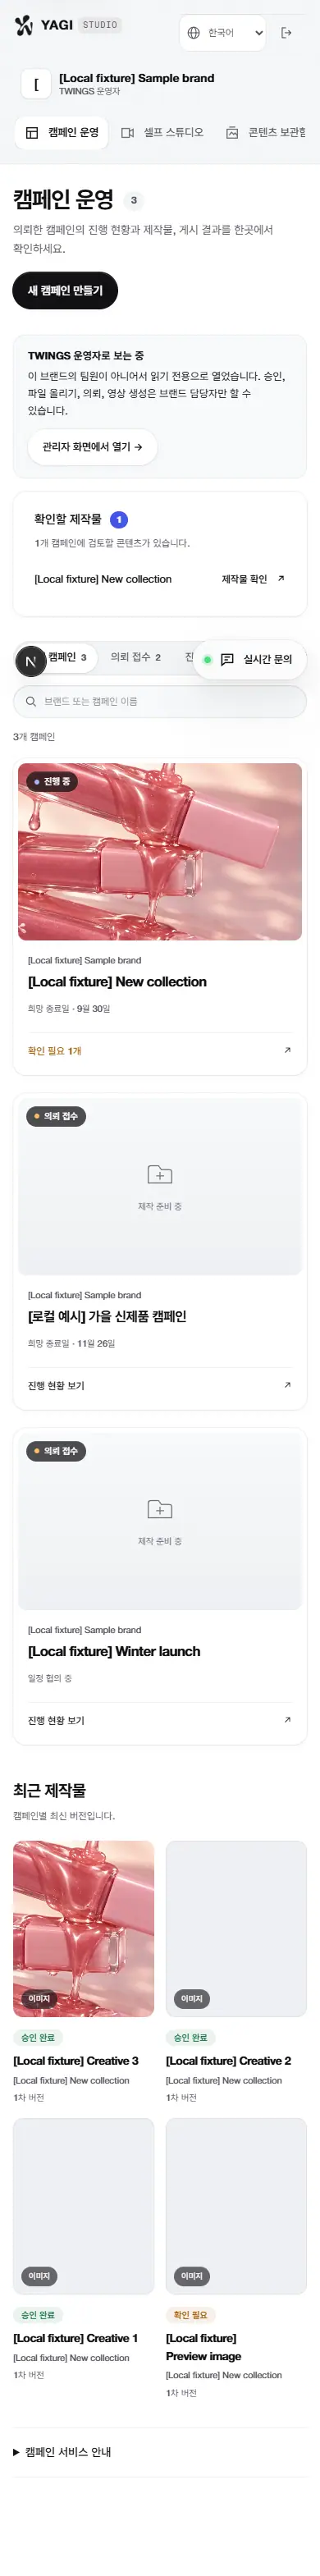 YAGI STUDIO
한국어
[
[Local fixture] Sample brand
TWINGS 운영자
캠페인 운영
셀프 스튜디오
콘텐츠 보관함
캠페인 운영 3
의뢰한 캠페인의 진행 현황과 제작물, 게시 결과를 한곳에서
확인하세요.
새 캠페인 만들기
TWINGS 운영자로 보는 중
이 브랜드의 팀원이 아니어서 읽기 전용으로 열었습니다. 승인,
파일 올리기, 의뢰, 영상 생성은 브랜드 담당자만 할 수
있습니다.
관리자 화면에서 열기 →
확인할 제작물 1
1개 캠페인에 검토할 콘텐츠가 있습니다.
[Local fixture] New collection
제작물 확인 ↗
N
캠페인 3
의뢰 접수 2
진
실시간 문의
브랜드 또는 캠페인 이름
3개 캠페인
진행 중
[Local fixture] Sample brand
[Local fixture] New collection
희망 종료일 · 9월 30일
확인 필요 1개 ↗
의뢰 접수
제작 준비 중
[Local fixture] Sample brand
[로컬 예시] 가을 신제품 캠페인
희망 종료일 · 11월 26일
진행 현황 보기 ↗
의뢰 접수
제작 준비 중
[Local fixture] Sample brand
[Local fixture] Winter launch
일정 협의 중
진행 현황 보기 ↗
최근 제작물
캠페인별 최신 버전입니다.
이미지
승인 완료
[Local fixture] Creative 3
[Local fixture] New collection
1차 버전
이미지
승인 완료
[Local fixture] Creative 2
[Local fixture] New collection
1차 버전
이미지
승인 완료
[Local fixture] Creative 1
[Local fixture] New collection
1차 버전
이미지
확인 필요
[Local fixture]
Preview image
[Local fixture] New collection
1차 버전
▶ 캠페인 서비스 안내